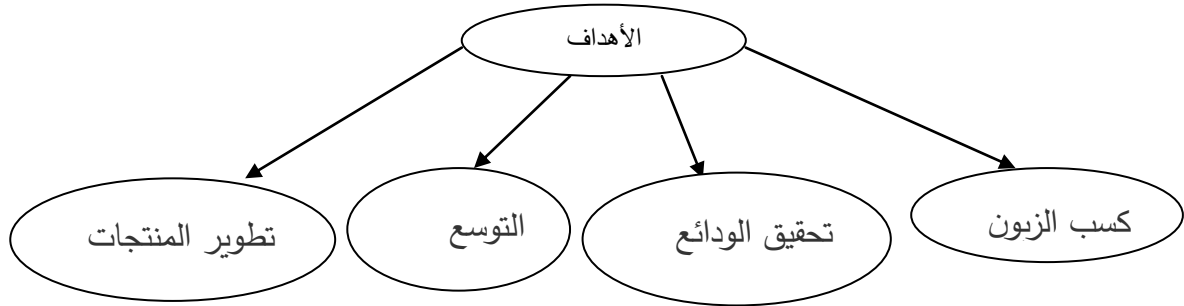 الأهداف
كسب الزبون
تحقيق الودائع
التوسع
تطوير المنتجات